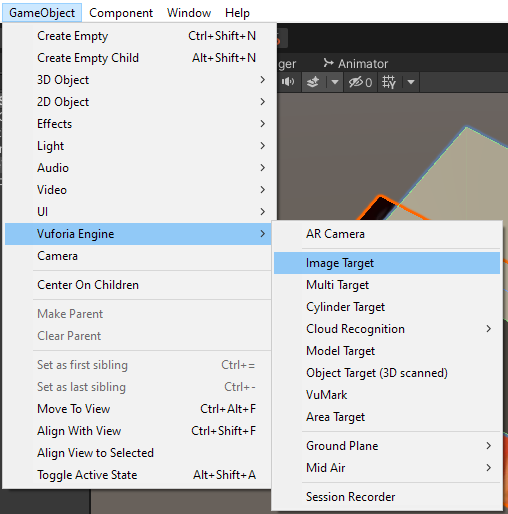 GameObject Component Window Help
Create Empty Ctrl+Shift+N
Create Empty Child Alt+Shift+N
3D Object
2D Object
Effects
Light
Audio
Video
UI
Vuforia Engine
Camera
Center On Children
Make Parent
Clear Parent
Set as first sibling Ctrl+=
Set as last sibling Ctrl+-
Move To View Ctrl+Alt+F
Align With View Ctrl+Shift+F
Align View to Selected
Toggle Active State Alt+Shift+A
ger Animator
0
AR Camera
Image Target
Multi Target
Cylinder Target
Cloud Recognition
Model Target
Object Target (3D scanned)
VuMark
Area Target
Ground Plane
Mid Air
Session Recorder